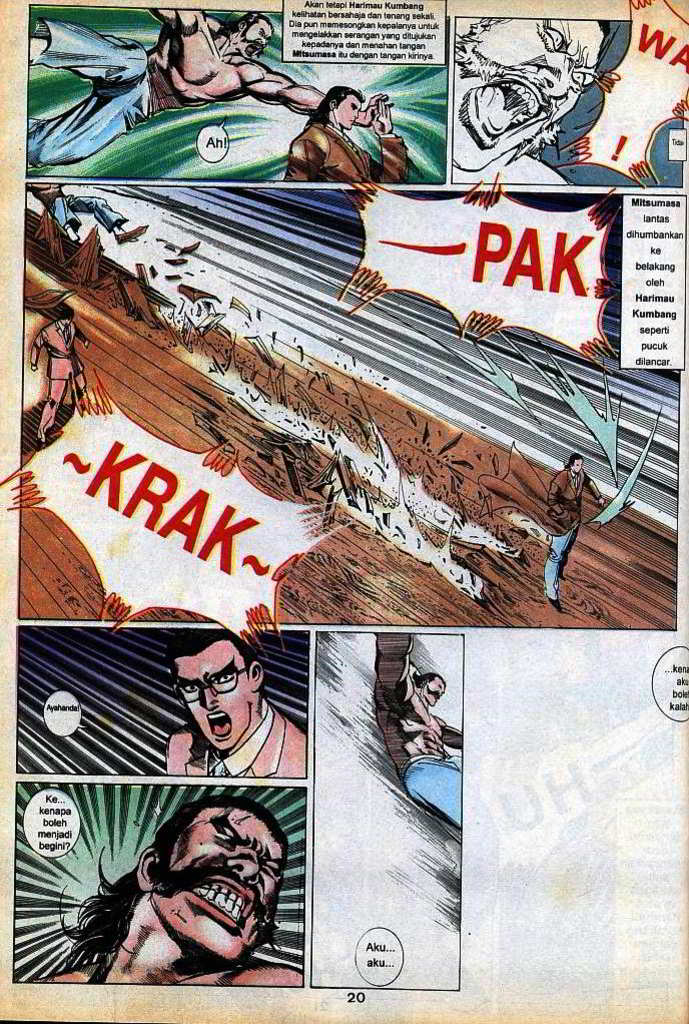 Akan tetapi Harimau Kumbang
kelihatan bersahaja dan tenang sekali.
Dia pun memesongkan kepalanya untuk
mengelakkan serangan yang ditujukan
kepadanya dan menahan tangan
Mitsumasa itu dengan tangan kirinya.
Ah!
WA
!
Mitsumasa
lantas
dihumbankan
ke
belakang
oleh
Harimau
Kumbang
seperti
pucuk
dilancar.
—PAK
~KRAK~
Ayahanda!
Ke...
kenapa
boleh
menjadi
begini?
Aku...
aku...
...kena
aku
bole
kalah
20